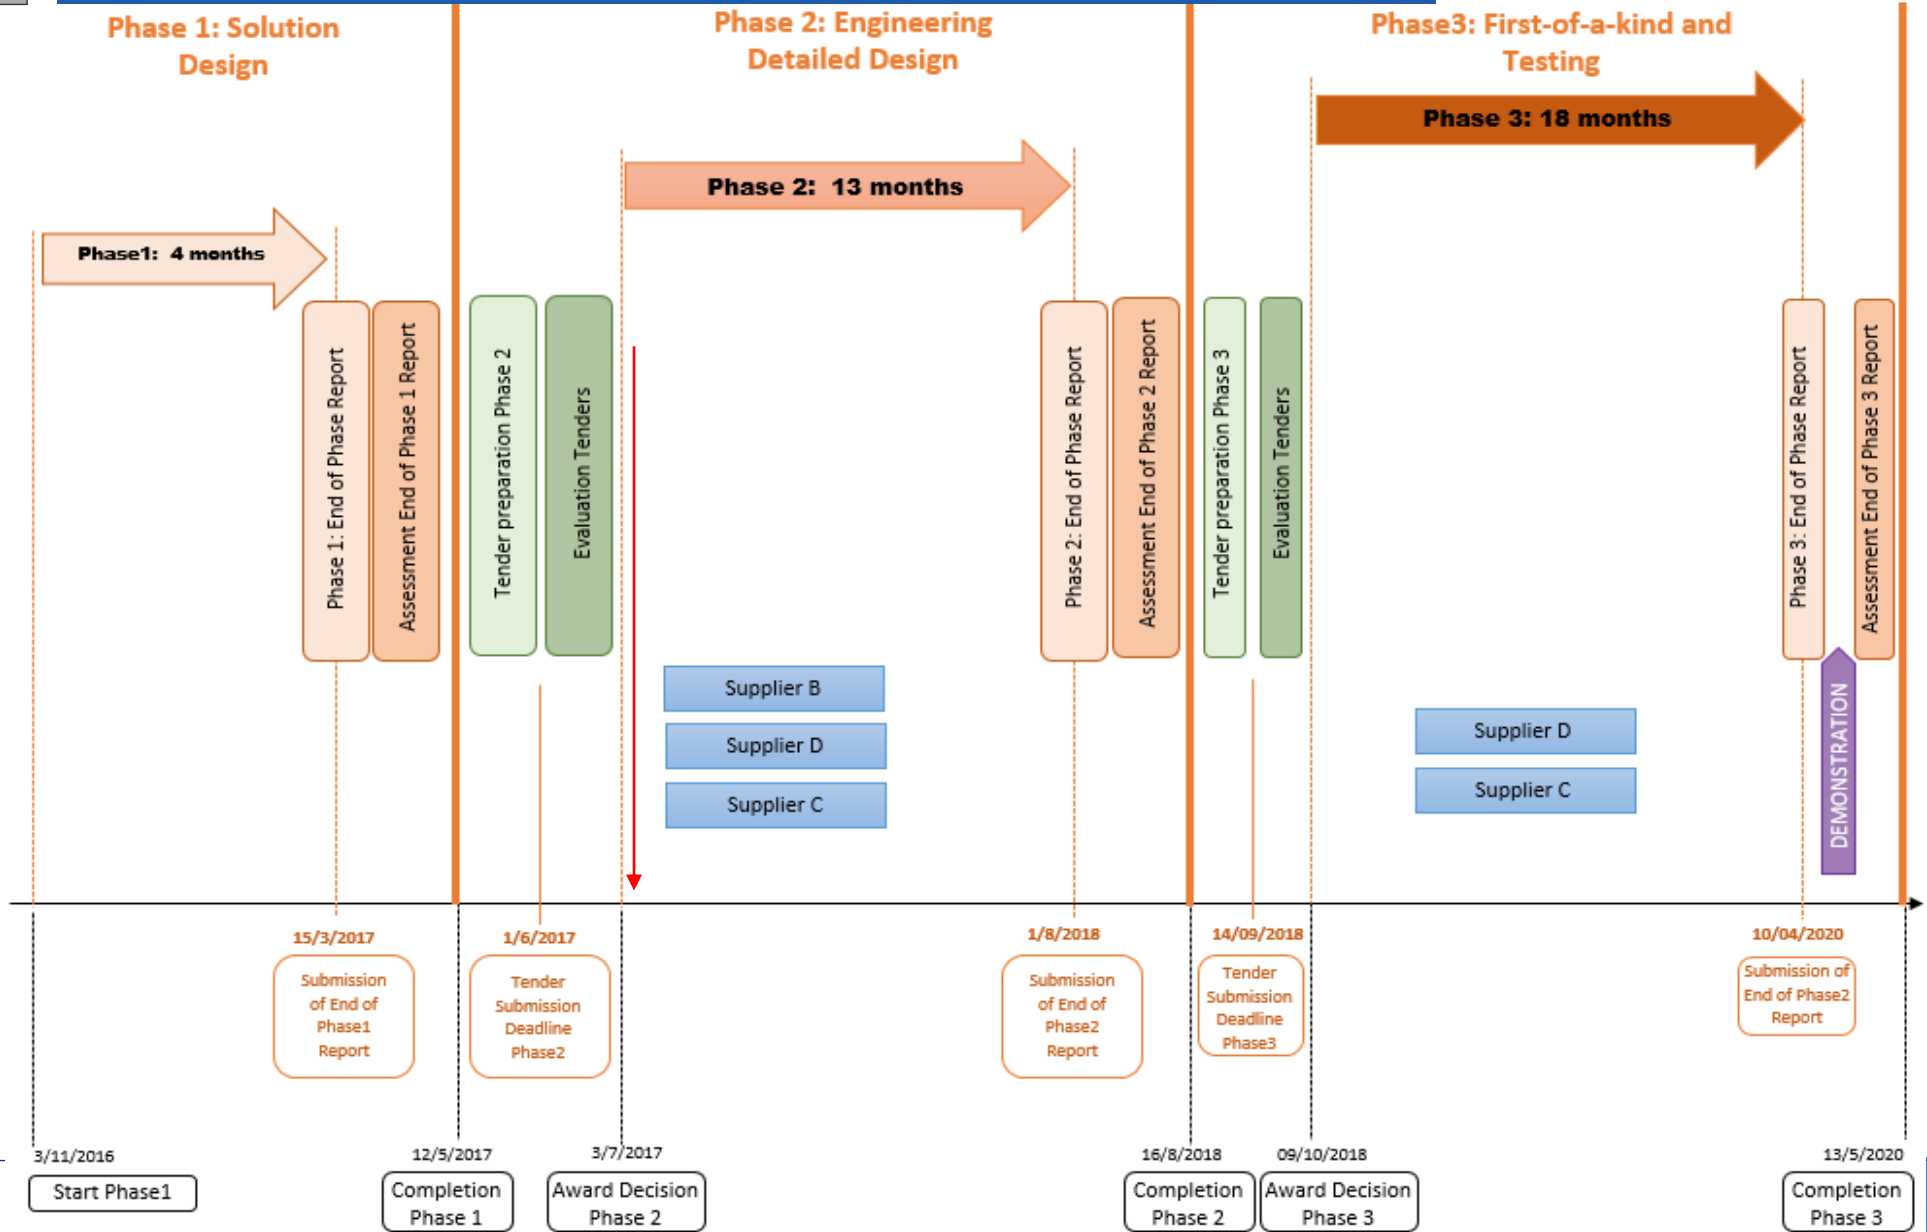 Phase 1: Solution
Design
Phase 2: Engineering
Detailed Design
Phase3: First-of-a-kind and
Testing
Phase 3: 18 months
Phase 2:  13 months
Phase1:  4 months
Phase 1: End of Phase Report
Assessment End of Phase 1 Report
Tender preparation Phase 2
Evaluation Tenders
Phase 2: End of Phase Report
Assessment End of Phase 2 Report
Tender preparation Phase 3
Evaluation Tenders
Phase 3: End of Phase Report
Assessment End of Phase 3 Report
Supplier B
Supplier D
Supplier C
Supplier D
Supplier C
DEMONSTRATION
15/3/2017
Submission
of End of
Phase1
Report
1/6/2017
Tender
Submission
Deadline
Phase2
1/8/2018
Submission
of End of
Phase2
Report
14/09/2018
Tender
Submission
Deadline
Phase3
10/04/2020
Submission of
End of Phase2
Report
3/11/2016
Start Phase1
12/5/2017
Completion
Phase 1
3/7/2017
Award Decision
Phase 2
16/8/2018
Completion
Phase 2
09/10/2018
Award Decision
Phase 3
13/5/2020
Completion
Phase 3